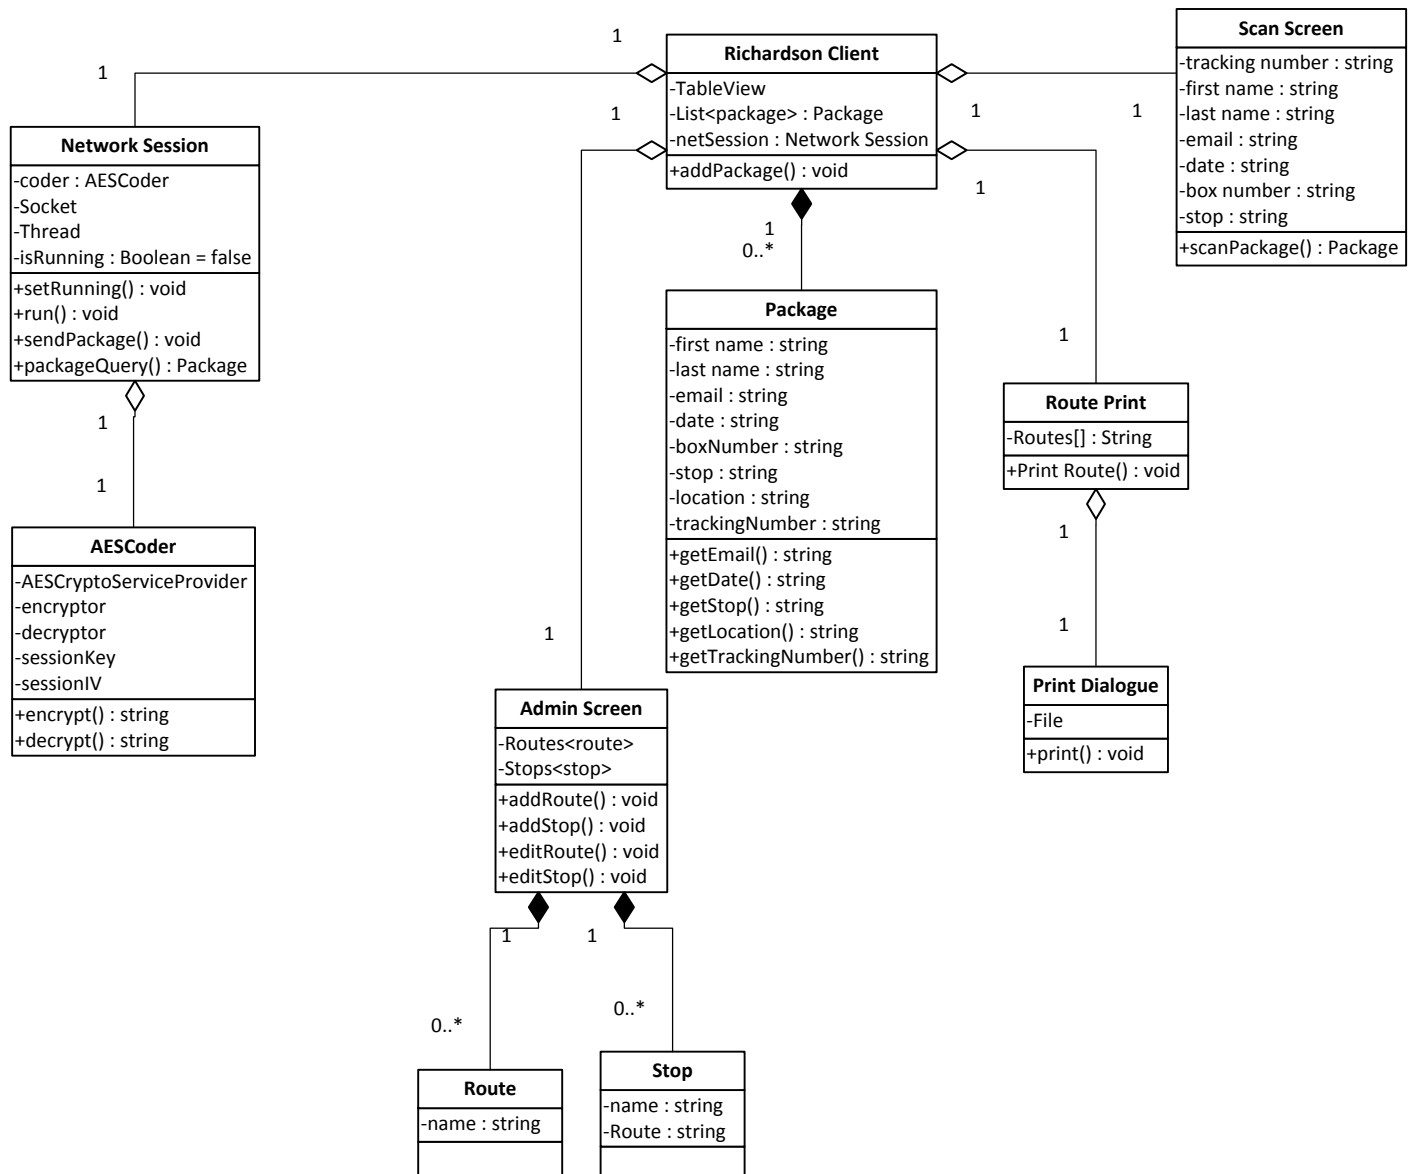 Richardson Client
-TableView
-List<package> : Package
-netSession : Network Session
+addPackage() : void
1
1
1
1
1
1
1
0..*
Scan Screen
-tracking number : string
-first name : string
-last name : string
-email : string
-date : string
-box number : string
-stop : string
+scanPackage() : Package
Network Session
-coder : AESCoder
-Socket
-Thread
-isRunning : Boolean = false
+setRunning() : void
+run() : void
+sendPackage() : void
+packageQuery() : Package
1
1
AESCoder
-AESCryptoServiceProvider
-encryptor
-decryptor
-sessionKey
-sessionIV
+encrypt() : string
+decrypt() : string
Package
-first name : string
-last name : string
-email : string
-date : string
-boxNumber : string
-stop : string
-location : string
-trackingNumber : string
+getEmail() : string
+getDate() : string
+getStop() : string
+getLocation() : string
+getTrackingNumber() : string
1
Route Print
-Routes[] : String
+Print Route() : void
1
1
Print Dialogue
-File
+print() : void
1
Admin Screen
-Routes<route>
-Stops<stop>
+addRoute() : void
+addStop() : void
+editRoute() : void
+editStop() : void
1
1
0..*
0..*
Route
-name : string
Stop
-name : string
-Route : string